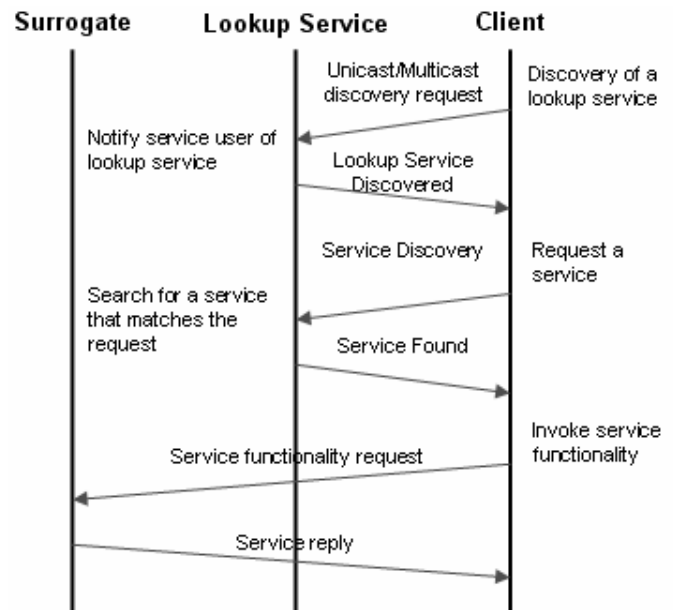 Surrogate
Lookup Service
Client
Unicast/Multicast
discovery request
Discovery of a
lookup service
Notify service user of
lookup service
Lookup Service
Discovered
Service Discovery
Request a
service
Search for a service
that matches the
request
Service Found
Invoke service
functionality
Service functionality request
Service reply